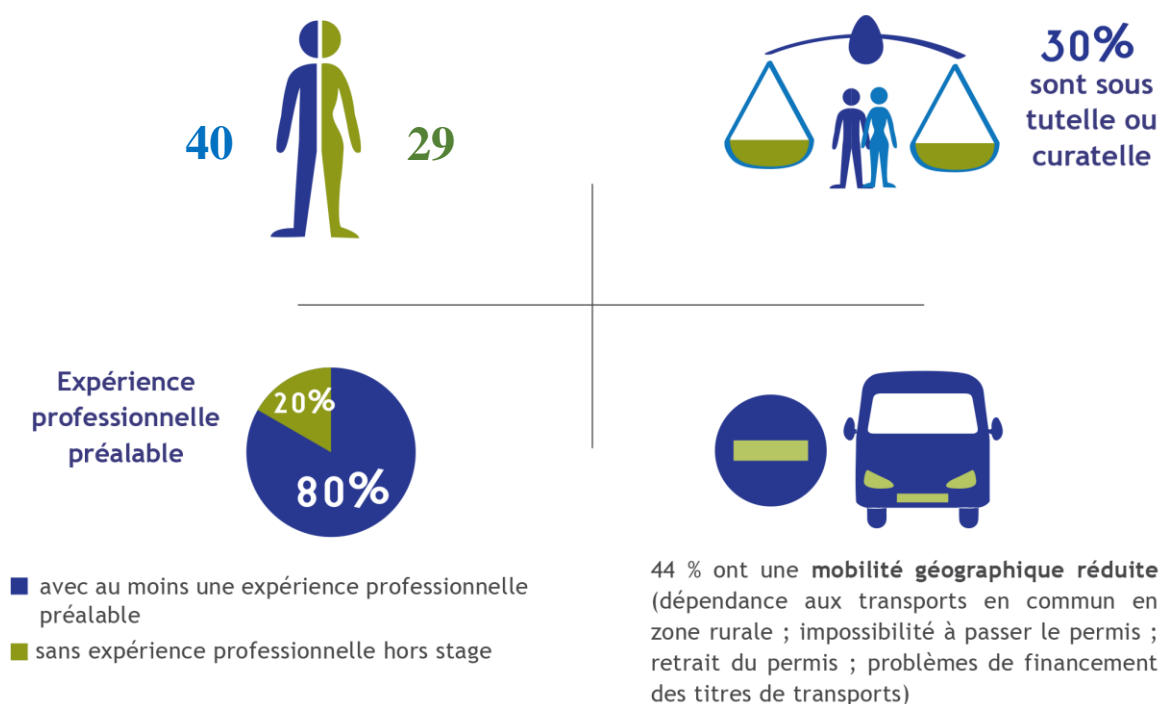 40
29
30%
sont sous
tutelle ou
curatelle
Expérience
professionnelle
préalable
20%
80%
avec au moins une expérience professionnelle
préalable
sans expérience professionnelle hors stage
44 % ont une mobilité géographique réduite
(dépendance aux transports en commun en
zone rurale ; impossibilité à passer le permis ;
retrait du permis ; problèmes de financement
des titres de transports)